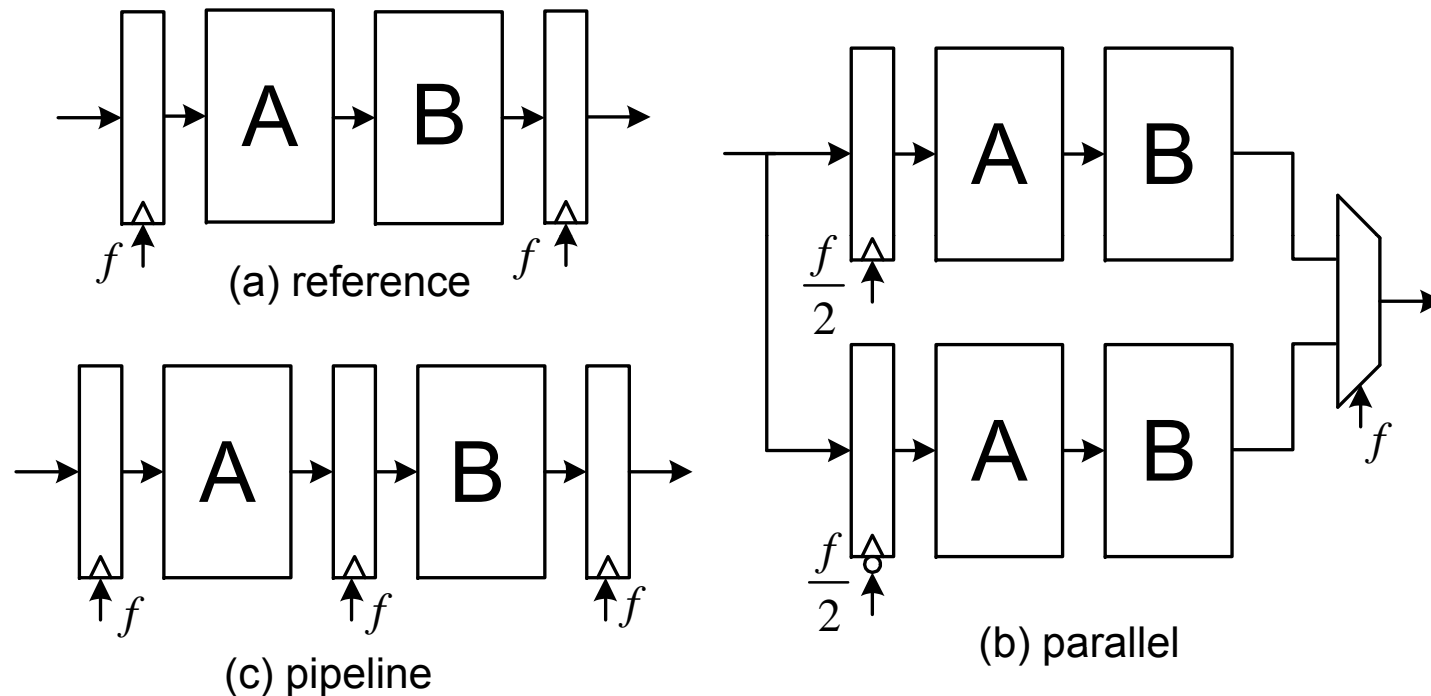 A B
f f
(a) reference
A B
f f f
(c) pipeline
A B
f/2
A B
f/2
f
(b) parallel